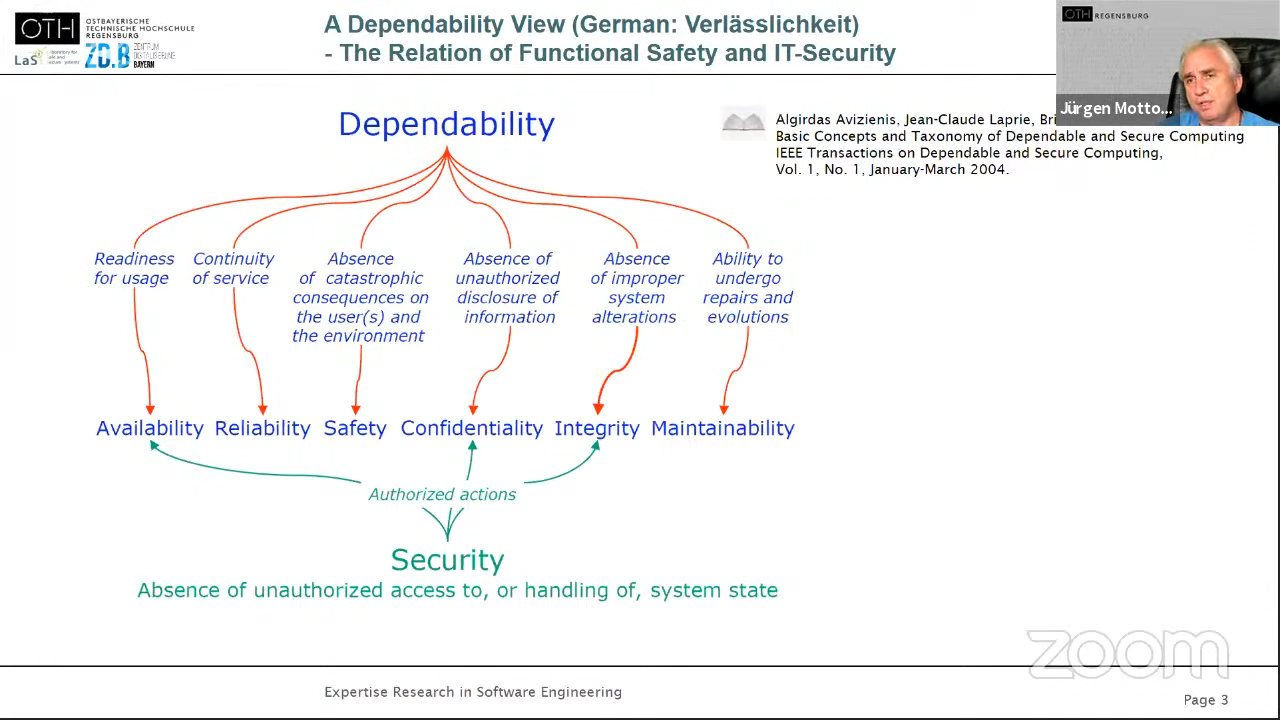 OTH
OSTBAYERISCHE
TECHNISCHE HOCHSCHULE
REGENSBURG
LaS³
ZD.B
ZENTRUM
DIGITALISIERUNG
BAYERN
A Dependability View (German: Verlässlichkeit)
- The Relation of Functional Safety and IT-Security
OTH REGENSBURG
Jürgen Motto...
Algirdas Avizienis, Jean-Claude Laprie,
Basic Concepts and Taxonomy of Dependable and Secure Computing
IEEE Transactions on Dependable and Secure Computing,
Vol. 1, No. 1, January-March 2004.
Dependability
Readiness
for usage
Continuity
of service
Absence
of catastrophic
consequences on
the user(s) and
the environment
Absence of
unauthorized
disclosure of
information
Absence
of improper
system
alterations
Ability to
undergo
repairs and
evolutions
Availability Reliability Safety Confidentiality Integrity Maintainability
Authorized actions
Security
Absence of unauthorized access to, or handling of, system state
zoom
Expertise Research in Software Engineering
Page 3